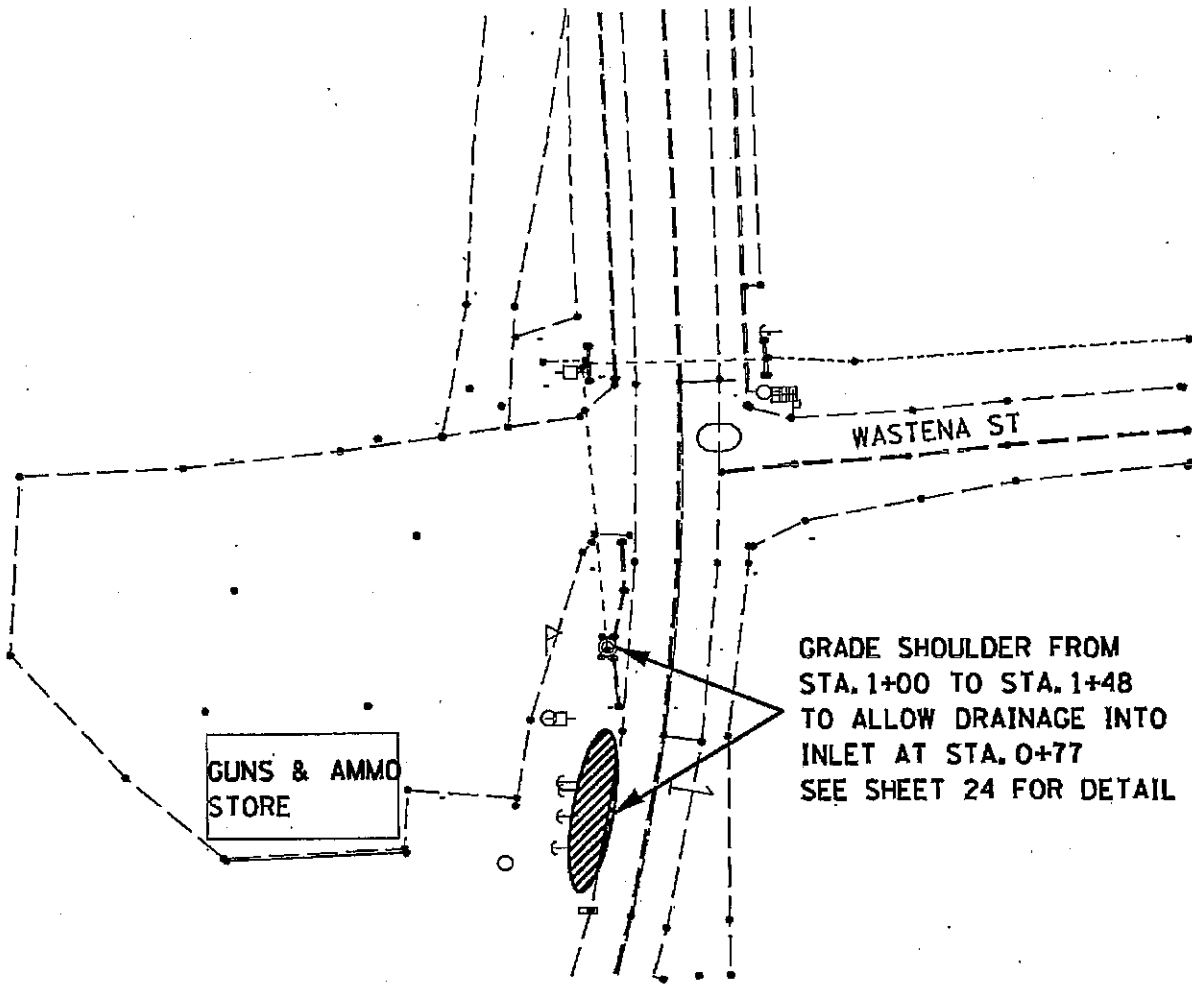 WASTENA ST
GRADE SHOULDER FROM
STA. 1+00 TO STA. 1+48
TO ALLOW DRAINAGE INTO
INLET AT STA. 0+77
SEE SHEET 24 FOR DETAIL
GUNS & AMMO
STORE